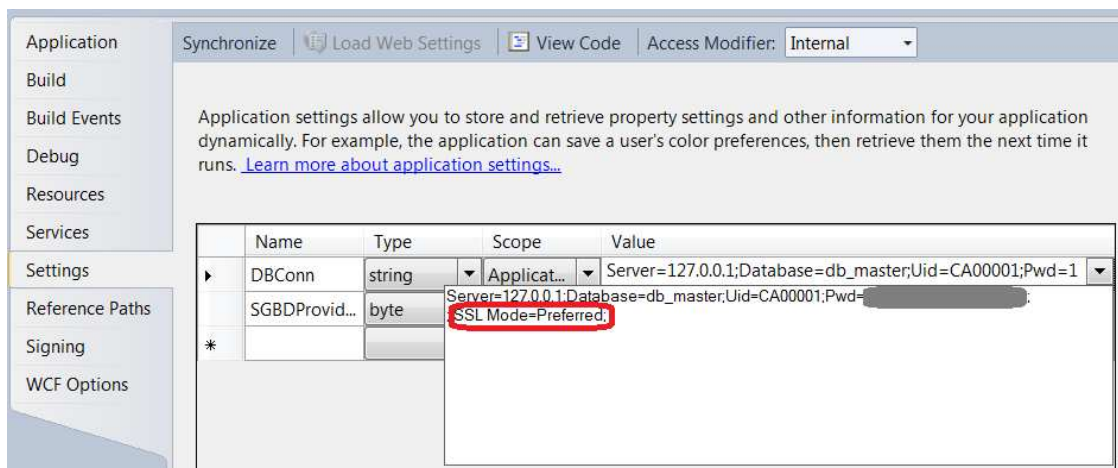 Application
Build
Build Events
Debug
Resources
Services
Settings
Reference Paths
Signing
WCF Options
Synchronize Load Web Settings View Code Access Modifier: Internal
Application settings allow you to store and retrieve property settings and other information for your application
dynamically. For example, the application can save a user's color preferences, then retrieve them the next time it
runs. Learn more about application settings...
Name Type Scope Value
DBConn string Applicat... Server=127.0.0.1;Database=db_master;Uid=CA00001;Pwd=1
SGBDProvid... byte
Server=127.0.0.1;Database=db_master;Uid=CA00001;Pwd= ;
;SSL Mode=Preferred;
*